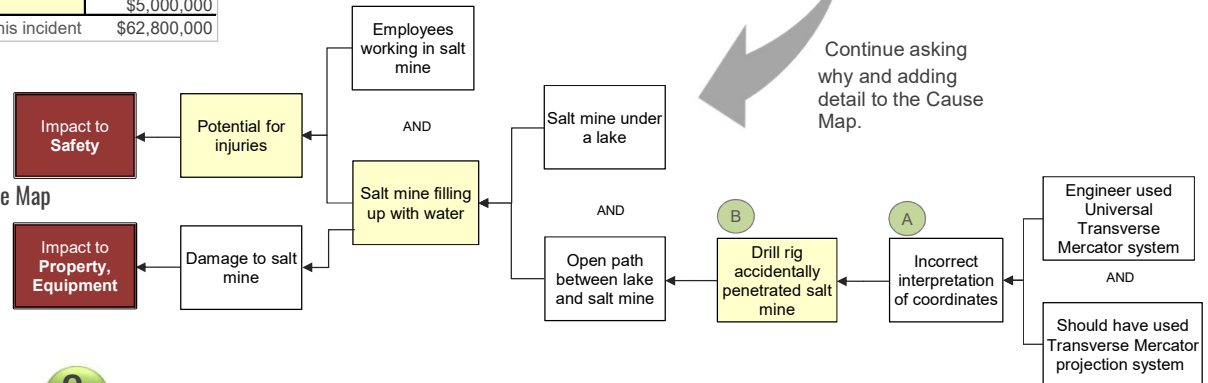 $5,000,000
his incident $62,800,000
Employees
working in salt
mine
Continue asking
why and adding
detail to the Cause
Map.
Impact to
Safety
Potential for
injuries
AND
Salt mine under
a lake
e Map
Salt mine filling
up with water
AND
B
A
Engineer used
Universal
Transverse
Mercator system
Impact to
Property,
Equipment
Damage to salt
mine
Open path
between lake
and salt mine
Drill rig
accidentally
penetrated salt
mine
Incorrect
interpretation
of coordinates
AND
Should have used
Transverse Mercator
projection system